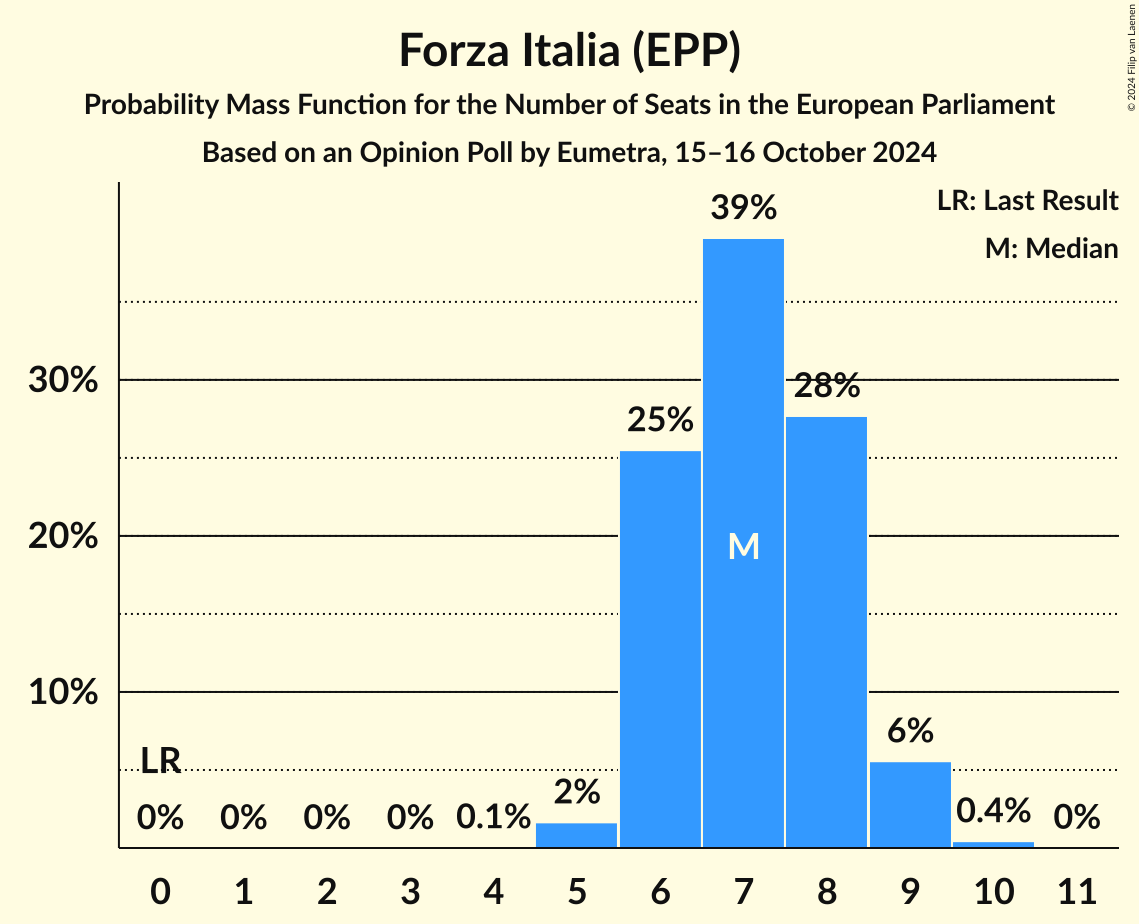 Forza Italia (EPP)
Probability Mass Function for the Number of Seats in the European Parliament
Based on an Opinion Poll by Eumetra, 15–16 October 2024
© 2024 Filip van Laenen
LR: Last Result
M: Median
39%
30%
28%
25%
20%
M
10%
6%
LR
2%
0% 0% 0% 0% 0.1% 0.4% 0%
0 1 2 3 4 5 6 7 8 9 10 11